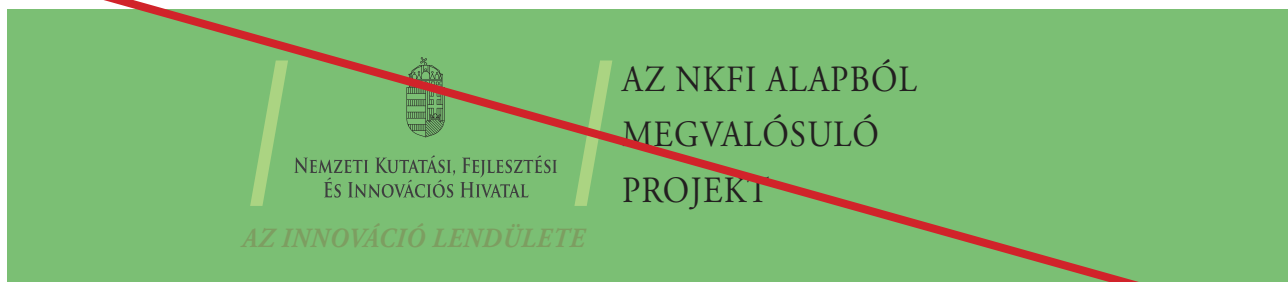 NEMZETI KUTATÁSI, FEJLESZTÉSI
ÉS INNOVÁCIÓS HIVATAL
AZ INNOVÁCIÓ LENDÜLETE
AZ NKFI ALAPBÓL
MEGVALÓSULÓ
PROJEKT